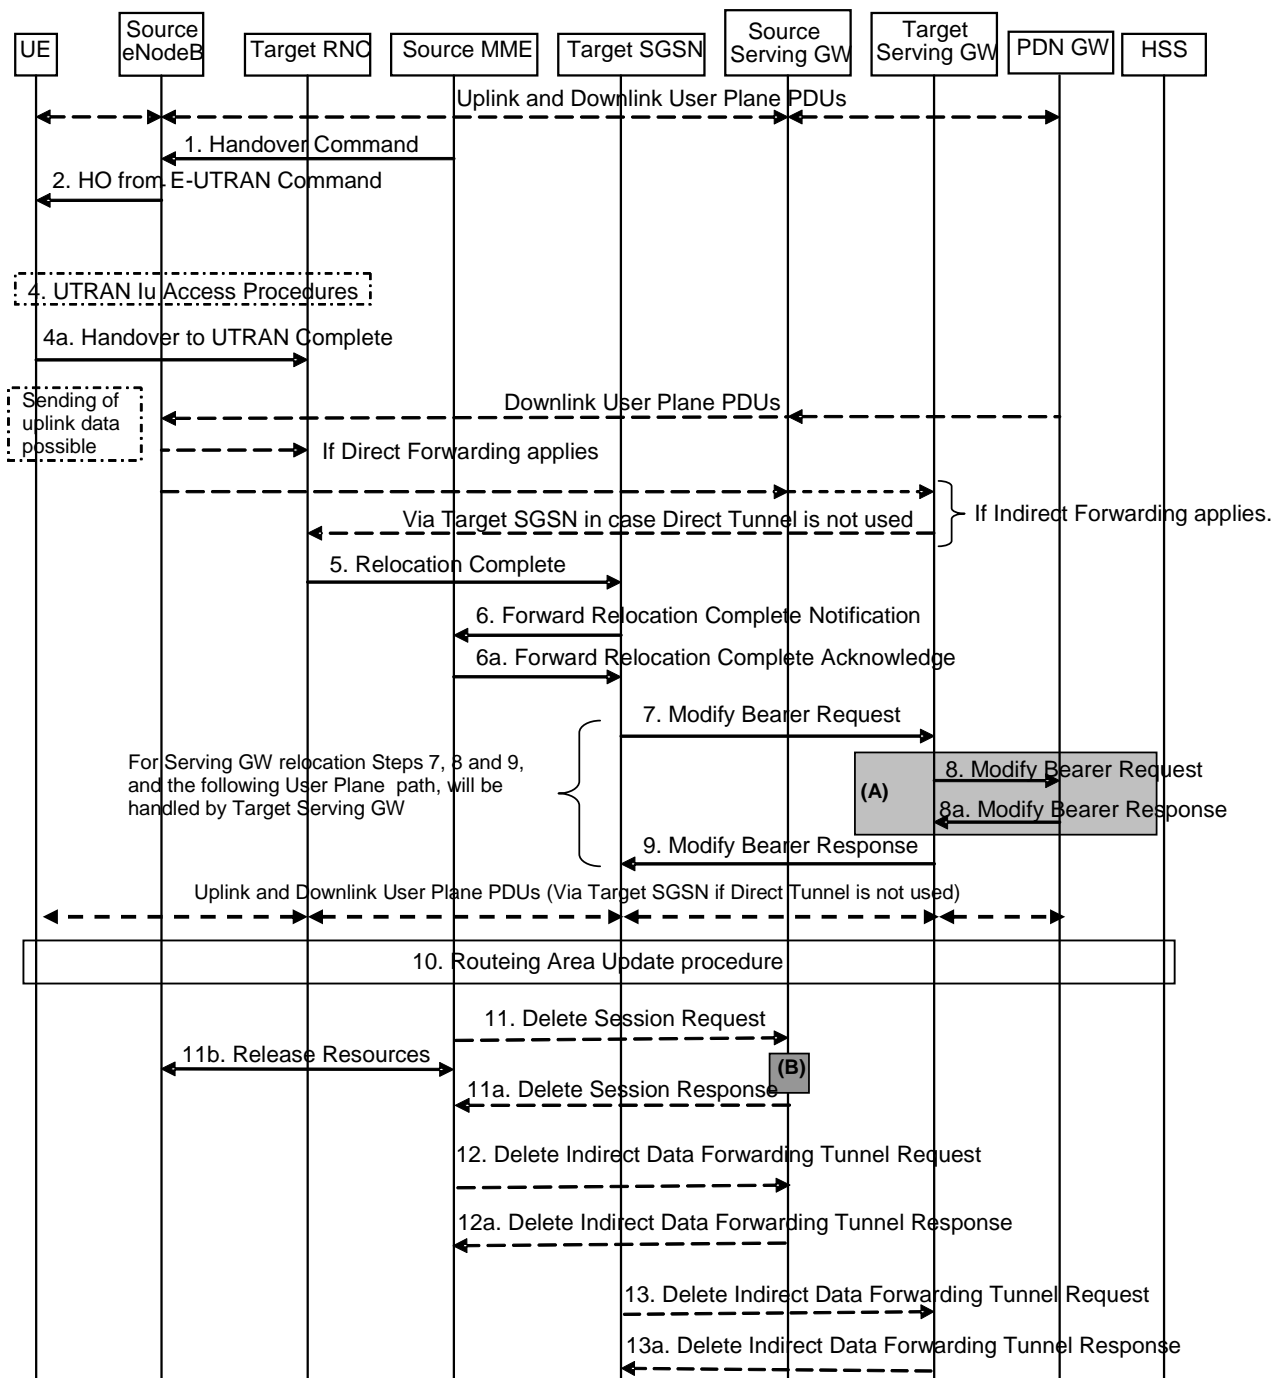 UE
Source
eNodeB
Target RNC
Source MME
Target SGSN
Source
Serving GW
Target
Serving GW
PDN GW
HSS
Uplink and Downlink User Plane PDUs
1. Handover Command
2. HO from E-UTRAN Command
4. UTRAN Iu Access Procedures
4a. Handover to UTRAN Complete
Sending of
uplink data
possible
Downlink User Plane PDUs
If Direct Forwarding applies
Via Target SGSN in case Direct Tunnel is not used
If Indirect Forwarding applies.
5. Relocation Complete
6. Forward Relocation Complete Notification
6a. Forward Relocation Complete Acknowledge
7. Modify Bearer Request
For Serving GW relocation Steps 7, 8 and 9,
and the following User Plane path, will be
handled by Target Serving GW
(A)
8. Modify Bearer Request
8a. Modify Bearer Response
9. Modify Bearer Response
Uplink and Downlink User Plane PDUs (Via Target SGSN if Direct Tunnel is not used)
10. Routeing Area Update procedure
11. Delete Session Request
11b. Release Resources
(B)
11a. Delete Session Response
12. Delete Indirect Data Forwarding Tunnel Request
12a. Delete Indirect Data Forwarding Tunnel Response
13. Delete Indirect Data Forwarding Tunnel Request
13a. Delete Indirect Data Forwarding Tunnel Response